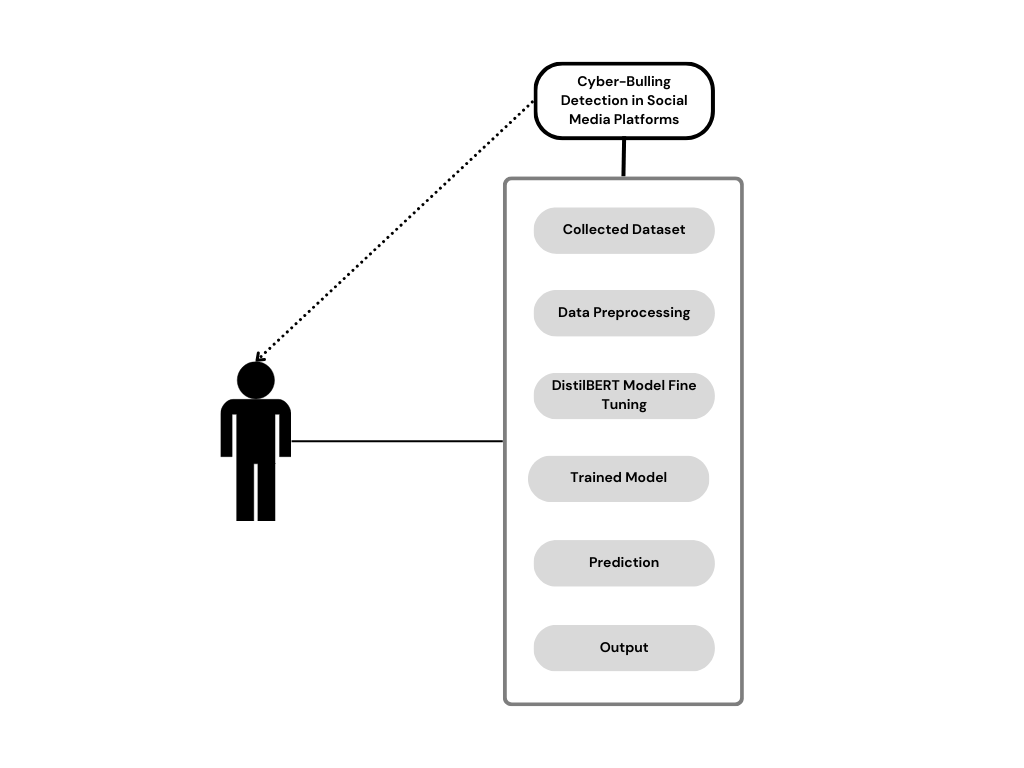 Cyber-Bulling
Detection in Social
Media Platforms
Collected Dataset
Data Preprocessing
DistilBERT Model Fine
Tuning
Trained Model
Prediction
Output